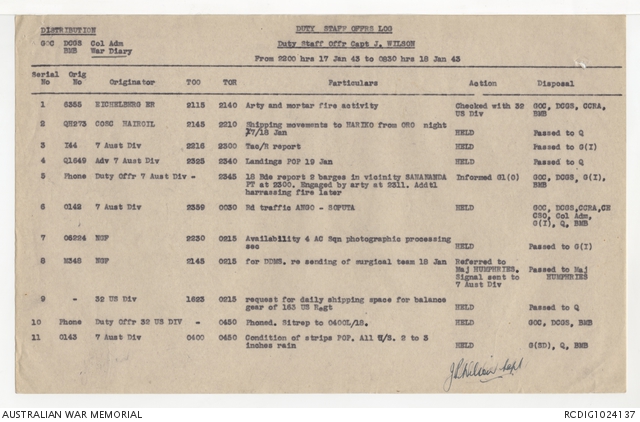 DISTRIBUTION
DUTY STAFF OFFRS LOG
GOC DCGS Col Adm
BMB War Diary
Duty Staff Offr Capt J. WILSON
From 2200 hrs 17 Jan 43 to 0830 hrs 18 Jan 43
Serial No Orig No Originator TOO TOR Particulars Action Disposal
1 6355 EICHELBERG ER 2115 2140 Arty and mortar fire activity Checked with 32 GOC, DCGS, CCRA,
US Div BMB
2 QH273 COSC 2145 2210 Shipping movements to HARIKO from ORO night
17/18 Jan HELD Passed to Q
3 I44 7 Aust Div 2216 2300 Tac/R report HELD Passed to G(I)
4 Q1649 Adv 7 Aust Div 2325 2340 Landings POP 19 Jan HELD Passed to Q
5 Phone Duty Offr 7 Aust Div - 2345 18 Bde report 2 barges in vicinity SANANANDA Informed G1(O) GOC, DCGS, G(I),
PT at 2300. Engaged by arty at 2311. Addtl BMB
harrassing fire later
6 0142 7 Aust Div 2359 0030 Rd traffic ANGO - SOPUTA HELD GOC, DCGS,CCRA,CE
CSO, Col Adm,
G(I), Q, BMB
7 06224 NGF 2230 0215 Availability 4 AC Sqn photographic processing
sec HELD Passed to G(I)
8 M348 NGF 2145 0215 for DDMS. re sending of surgical team 18 Jan Referred to Passed to Maj
Maj HUMPHRIES. HUMPHRIES
Signal sent to
7 Aust Div
9 - 32 US Div 1625 0215 request for daily shipping space for balance
gear of 163 US Regt HELD Passed to Q
10 Phone Duty Offr 32 US DIV - 0450 Phoned. Sitrep to 0400L/18. HELD GOC, DCGS, BMB
11 0143 7 Aust Div 0400 0450 Condition of strips POP. All U/S. 2 to 3 HELD G(SD), Q, BMB
inches rain
J Wilson Capt
AUSTRALIAN WAR MEMORIAL
RCDIG1024137